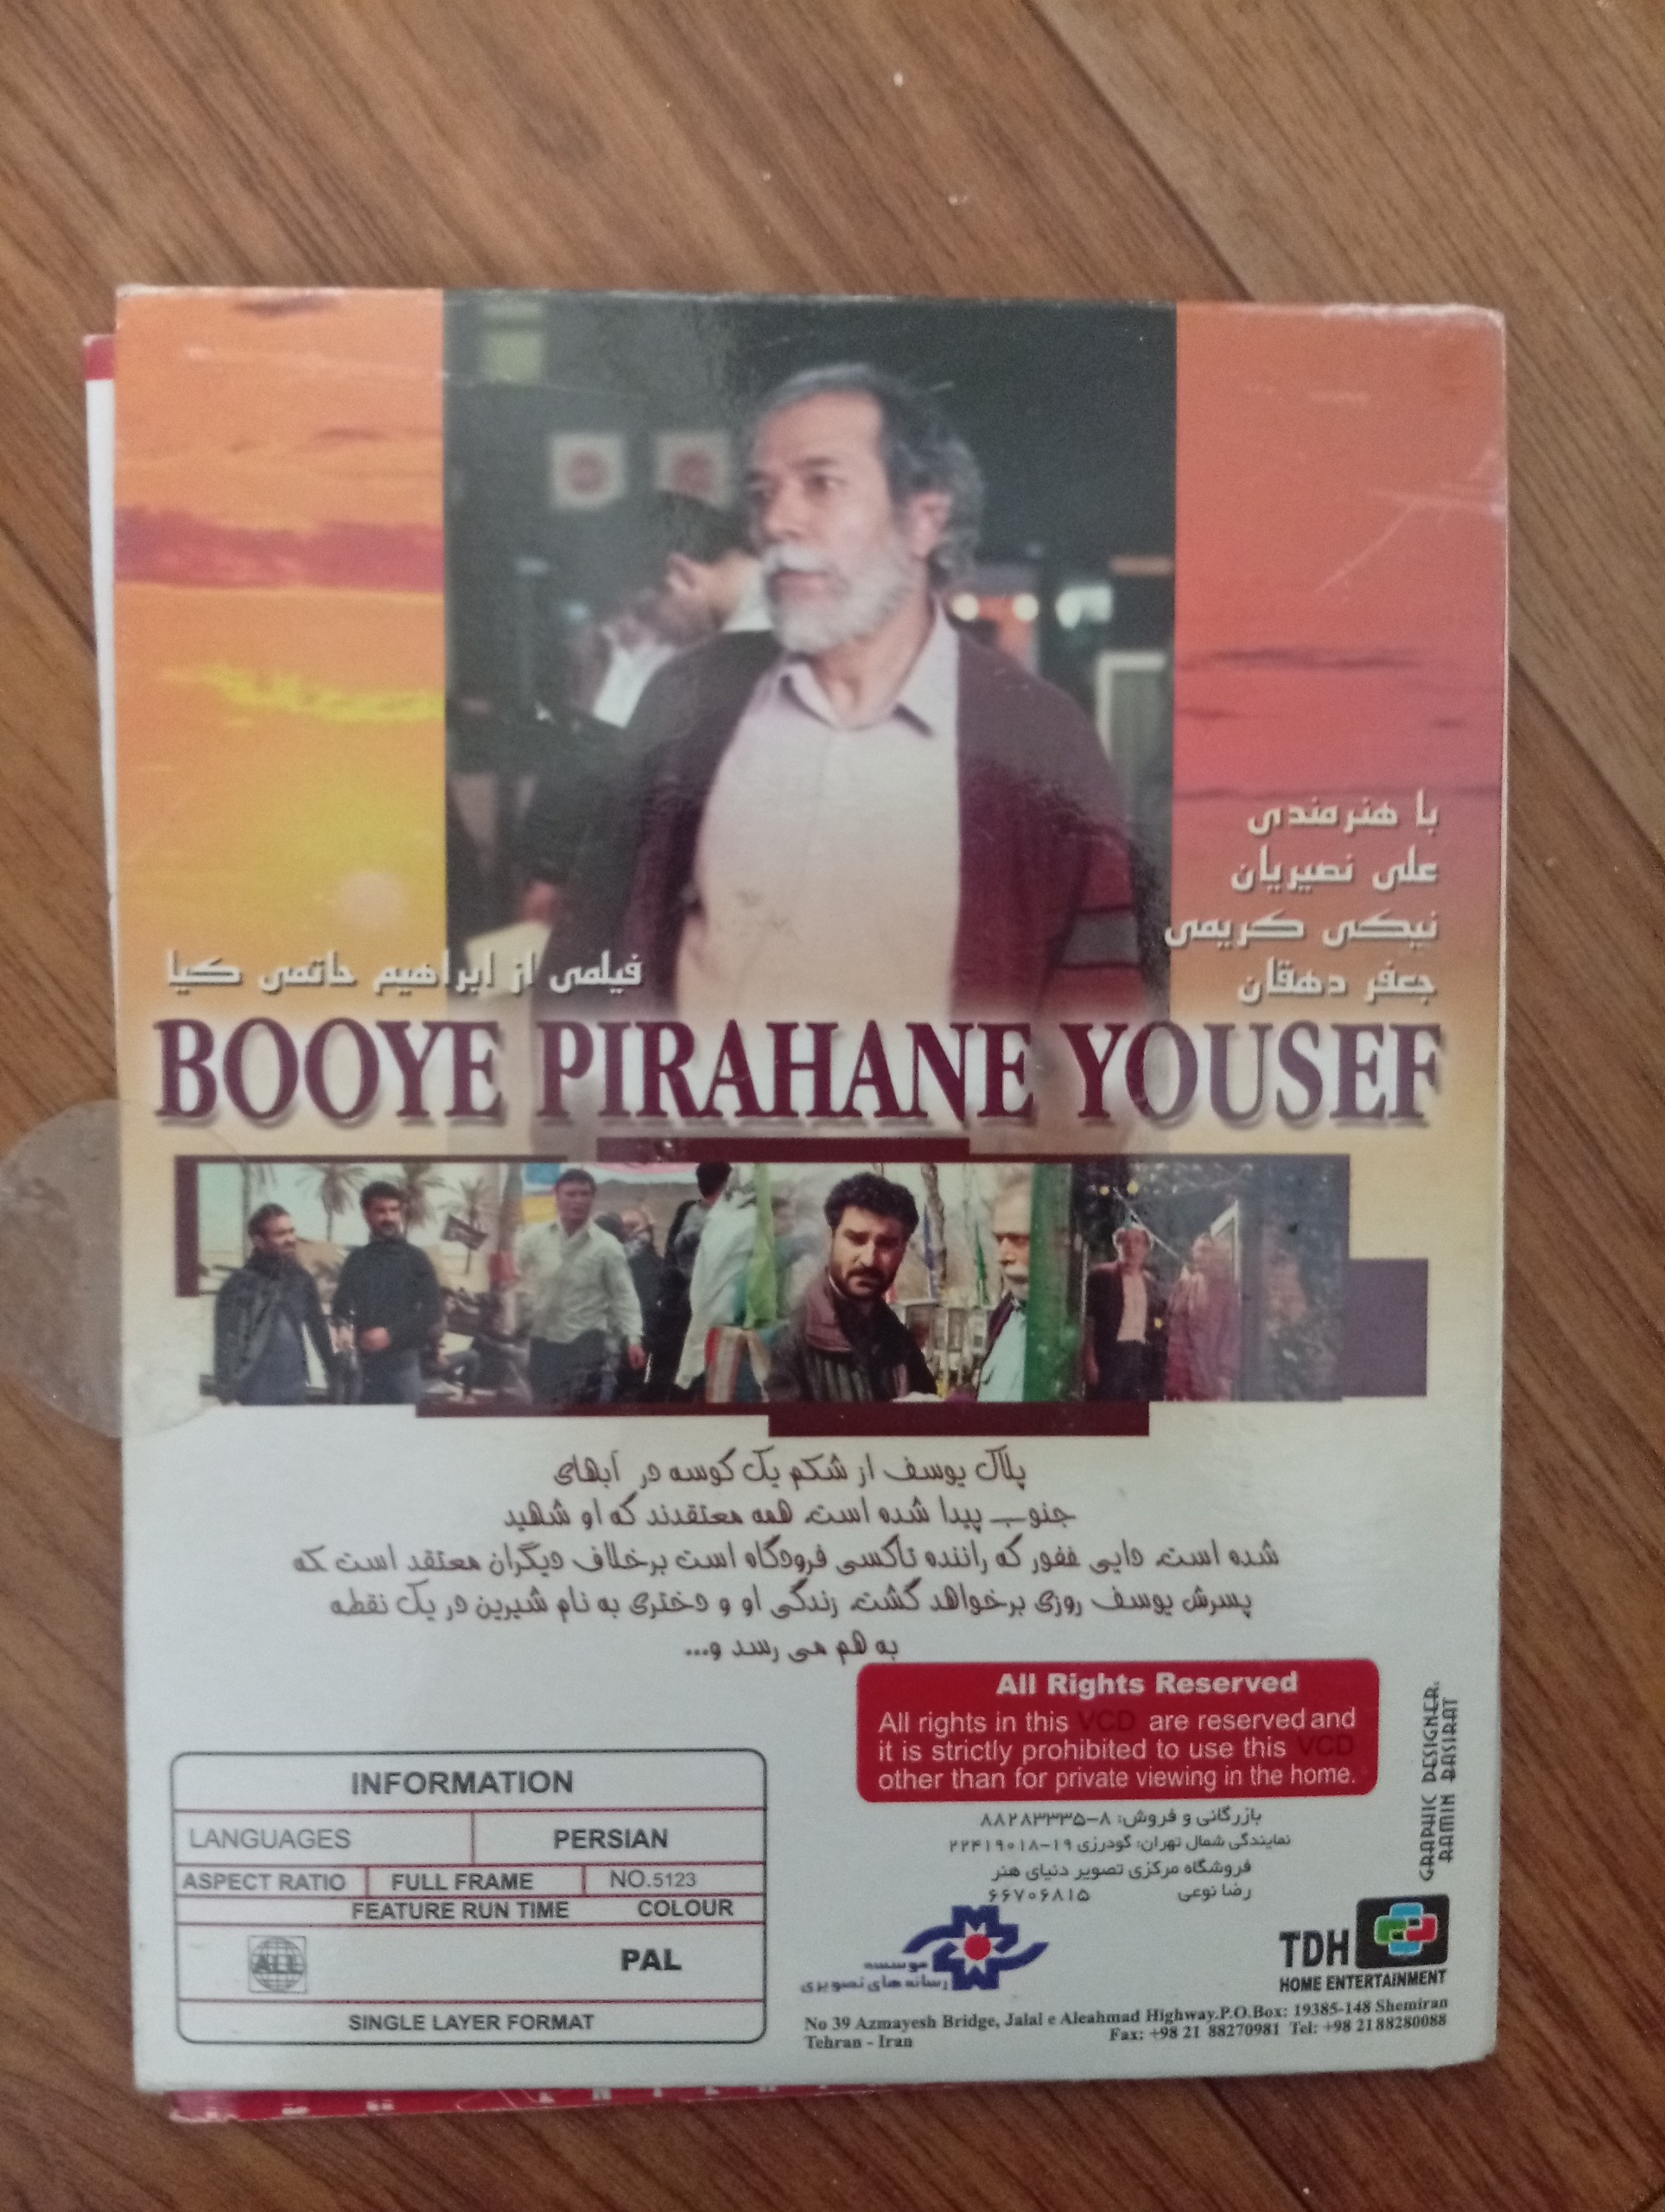 با هنرمندی
علی نصیریان
نیکی کریمی
جعفر دهقان
فیلمی از ابراهیم حاتمی کیا
BOOYE PIRAHANE YOUSEF
پلاک یوسف از شکم یک کوسه در آبهای
جنوب پیدا شده است. همه معتقدند که او شهید
شده است. دایی غفور که راننده تاکسی فرودگاه است برخلاف دیگران معتقد است که
پسرش یوسف روزی برخواهد گشت. زندگی او و دختری به نام شیرین در یک نقطه
به هم می رسد و...
All Rights Reserved
All rights in this VCD are reserved and
it is strictly prohibited to use this VCD
other than for private viewing in the home.
GRAPHIC DESIGNER.
RAMIN BASIRAT
INFORMATION
LANGUAGES PERSIAN
ASPECT RATIO FULL FRAME NO.5123
FEATURE RUN TIME COLOUR
ALL PAL
SINGLE LAYER FORMAT
بازرگانی و فروش: ۸-۸۸۲۸۳۳۳۵
نمایندگی شمال تهران: گودرزی ۱۹-۲۲۴۱۹۰۱۸
فروشگاه مرکزی تصویر دنیای هنر
رضا نوعی ۶۶۷۰۶۸۱۵
موسسه
رسانه های تصویری
TDH
HOME ENTERTAINMENT
No 39 Azmayesh Bridge, Jalal e Aleahmad Highway.P.O.Box: 19385-148 Shemiran
Tehran - Iran Fax: +98 21 88270981 Tel: +98 2188280088